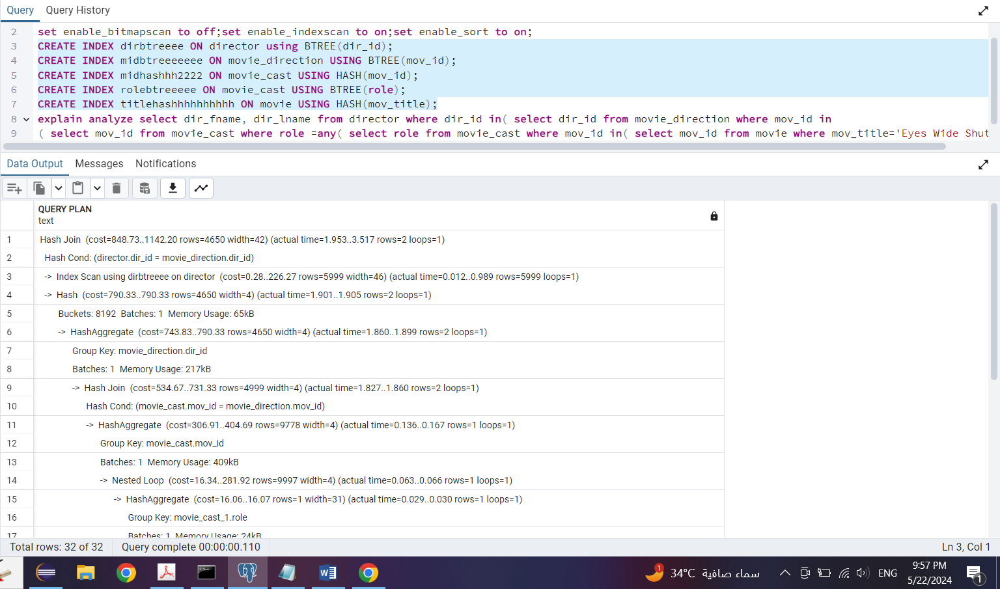 Query Query History
2 set enable_bitmapscan to off;set enable_indexscan to on;set enable_sort to on;
3 CREATE INDEX dirbtreeee ON director using BTREE(dir_id);
4 CREATE INDEX midbtreeeeeee ON movie_direction USING BTREE(mov_id);
5 CREATE INDEX midhashhh2222 ON movie_cast USING HASH(mov_id);
6 CREATE INDEX rolebtreeeee ON movie_cast USING BTREE(role);
7 CREATE INDEX titlehashhhhhhhhhh ON movie USING HASH(mov_title);
8 explain analyze select dir_fname, dir_lname from director where dir_id in( select dir_id from movie_direction where mov_id in
9 ( select mov_id from movie_cast where role =any( select role from movie_cast where mov_id in( select mov_id from movie where mov_title='Eyes Wide Shut
Data Output Messages Notifications
QUERY PLAN
text
1 Hash Join (cost=848.73..1142.20 rows=4650 width=42) (actual time=1.953..3.517 rows=2 loops=1)
2 Hash Cond: (director.dir_id = movie_direction.dir_id)
3 -> Index Scan using dirbtreeee on director (cost=0.28..226.27 rows=5999 width=46) (actual time=0.012..0.989 rows=5999 loops=1)
4 -> Hash (cost=790.33..790.33 rows=4650 width=4) (actual time=1.901..1.905 rows=2 loops=1)
5 Buckets: 8192 Batches: 1 Memory Usage: 65kB
6 -> HashAggregate (cost=743.83..790.33 rows=4650 width=4) (actual time=1.860..1.899 rows=2 loops=1)
7 Group Key: movie_direction.dir_id
8 Batches: 1 Memory Usage: 217kB
9 -> Hash Join (cost=534.67..731.33 rows=4999 width=4) (actual time=1.827..1.860 rows=2 loops=1)
10 Hash Cond: (movie_cast.mov_id = movie_direction.mov_id)
11 -> HashAggregate (cost=306.91..404.69 rows=9778 width=4) (actual time=0.136..0.167 rows=1 loops=1)
12 Group Key: movie_cast.mov_id
13 Batches: 1 Memory Usage: 409kB
14 -> Nested Loop (cost=16.34..281.92 rows=9997 width=4) (actual time=0.063..0.066 rows=1 loops=1)
15 -> HashAggregate (cost=16.06..16.07 rows=1 width=31) (actual time=0.029..0.030 rows=1 loops=1)
16 Group Key: movie_cast_1.role
17 Batches: 1 Memory Usage: 24kB
Total rows: 32 of 32 Query complete 00:00:00.110 Ln 3, Col 1
1 34°C سماء صافية ENG 9:57 PM
5/22/2024 1